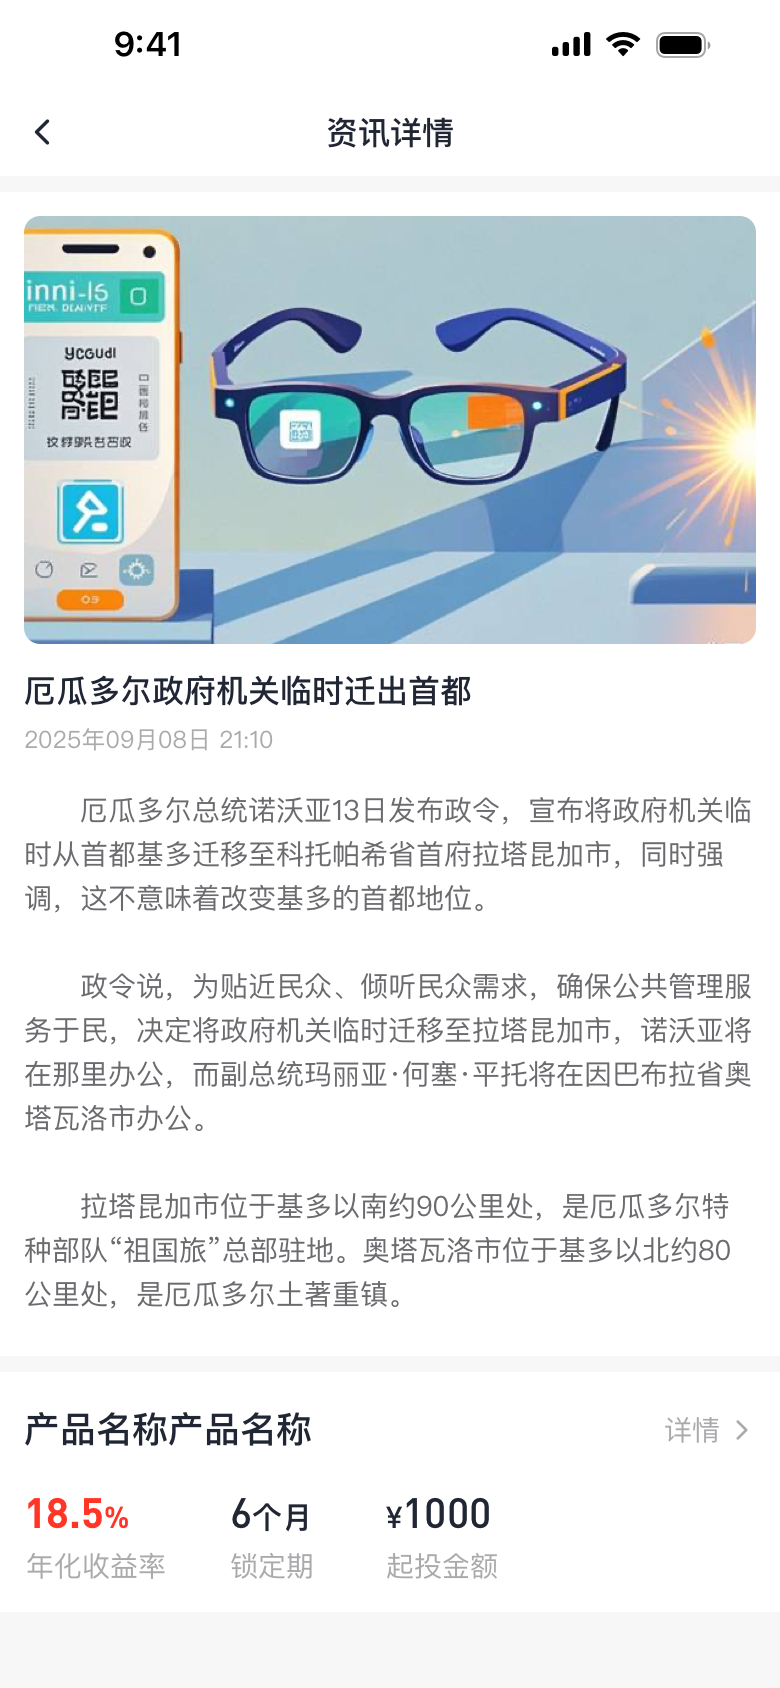 9:41
资讯详情
inni-I5
ycGudl
03
厄瓜多尔政府机关临时迁出首都
2025年09月08日 21:10
厄瓜多尔总统诺沃亚13日发布政令，宣布将政府机关临
时从首都基多迁移至科托帕希省首府拉塔昆加市，同时强
调，这不意味着改变基多的首都地位。
政令说，为贴近民众、倾听民众需求，确保公共管理服
务于民，决定将政府机关临时迁移至拉塔昆加市，诺沃亚将
在那里办公，而副总统玛丽亚·何塞·平托将在因巴布拉省奥
塔瓦洛市办公。
拉塔昆加市位于基多以南约90公里处，是厄瓜多尔特
种部队“祖国旅”总部驻地。奥塔瓦洛市位于基多以北约80
公里处，是厄瓜多尔土著重镇。
产品名称产品名称
详情
18.5% 6个月 ¥1000
年化收益率 锁定期 起投金额